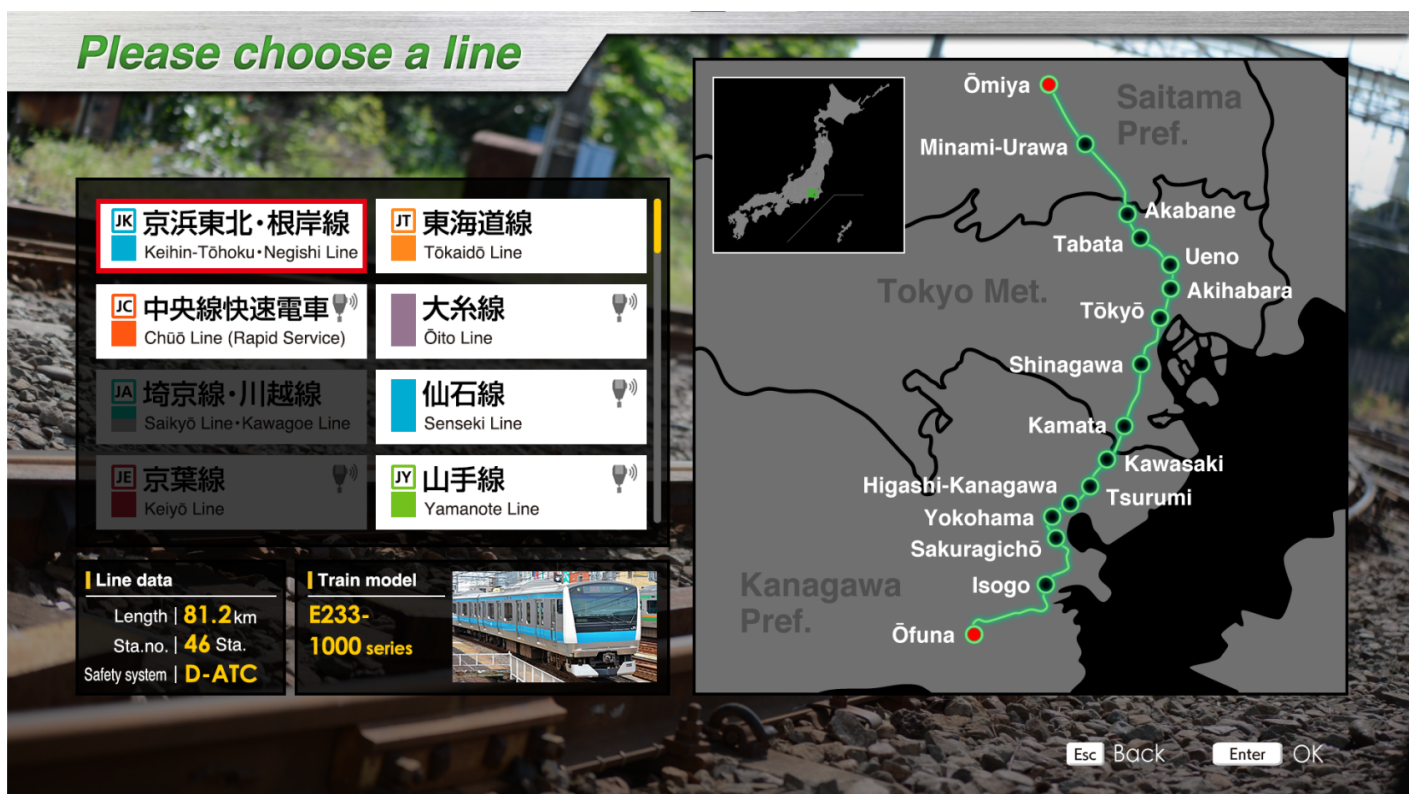 Please choose a line
JK 京浜東北・根岸線
Keihin-Tōhoku・Negishi Line
JT 東海道線
Tōkaidō Line
JC 中央線快速電車
Chūō Line (Rapid Service)
大糸線
Ōito Line
JA 埼京線・川越線
Saikyō Line・Kawagoe Line
仙石線
Senseki Line
JE 京葉線
Keiyō Line
JY 山手線
Yamanote Line
Line data
Length | 81.2 km
Sta.no. | 46 Sta.
Safety system | D-ATC
Train model
E233-
1000 series
Ōmiya
Saitama
Pref.
Minami-Urawa
Akabane
Tabata
Ueno
Tokyo Met.
Akihabara
Tōkyō
Shinagawa
Kamata
Kawasaki
Higashi-Kanagawa
Tsurumi
Yokohama
Sakuragichō
Kanagawa
Pref.
Isogo
Ōfuna
Esc Back
Enter OK